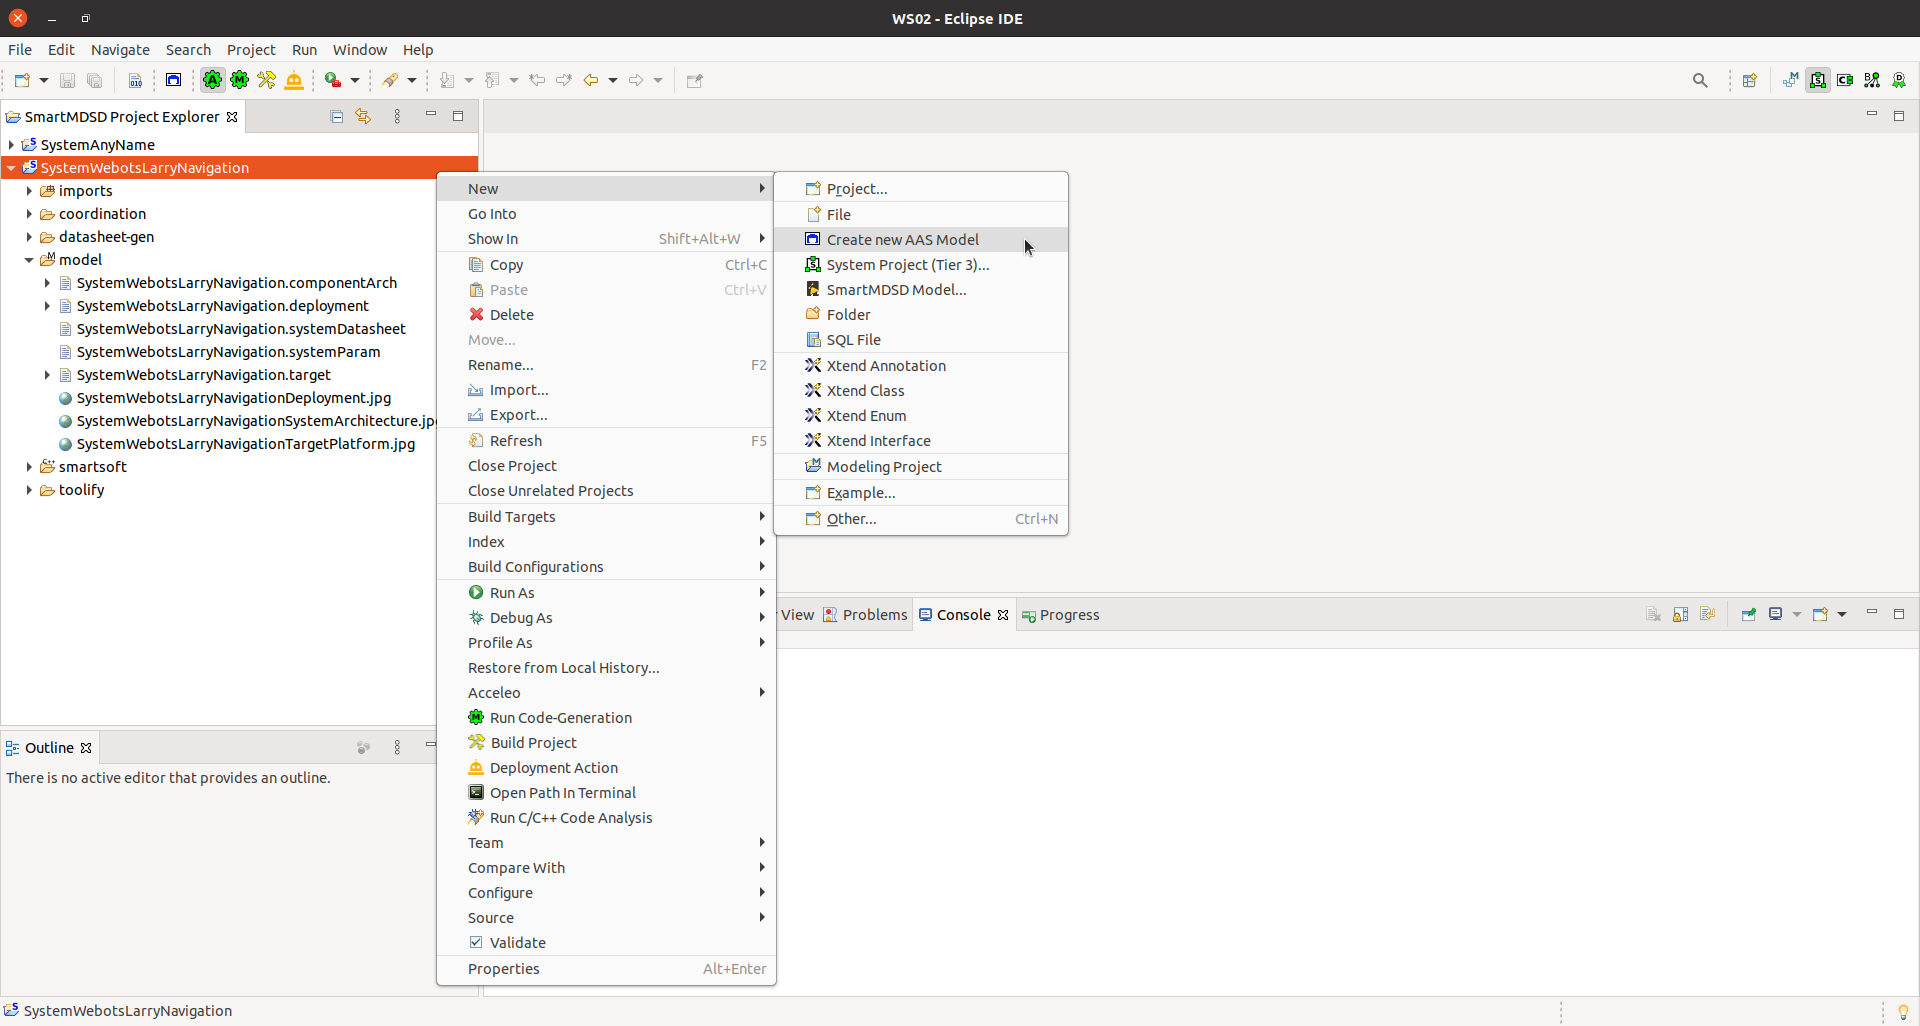 WS02 - Eclipse IDE
File Edit Navigate Search Project Run Window Help
SmartMDSD Project Explorer
SystemAnyName
SystemWebotsLarryNavigation
imports
coordination
datasheet-gen
model
SystemWebotsLarryNavigation.componentArch
SystemWebotsLarryNavigation.deployment
SystemWebotsLarryNavigation.systemDatasheet
SystemWebotsLarryNavigation.systemParam
SystemWebotsLarryNavigation.target
SystemWebotsLarryNavigationDeployment.jpg
SystemWebotsLarryNavigationSystemArchitecture.jp
SystemWebotsLarryNavigationTargetPlatform.jpg
smartsoft
toolify
New
Go Into
Show In Shift+Alt+W
Copy Ctrl+C
Paste Ctrl+V
Delete
Move...
Rename... F2
Import...
Export...
Refresh F5
Close Project
Close Unrelated Projects
Build Targets
Index
Build Configurations
Run As
Debug As
Profile As
Restore from Local History...
Acceleo
Run Code-Generation
Build Project
Deployment Action
Open Path In Terminal
Run C/C++ Code Analysis
Team
Compare With
Configure
Source
Validate
Properties Alt+Enter
Project...
File
Create new AAS Model
System Project (Tier 3)...
SmartMDSD Model...
Folder
SQL File
Xtend Annotation
Xtend Class
Xtend Enum
Xtend Interface
Modeling Project
Example...
Other... Ctrl+N
View Problems Console Progress
Outline
There is no active editor that provides an outline.
SystemWebotsLarryNavigation